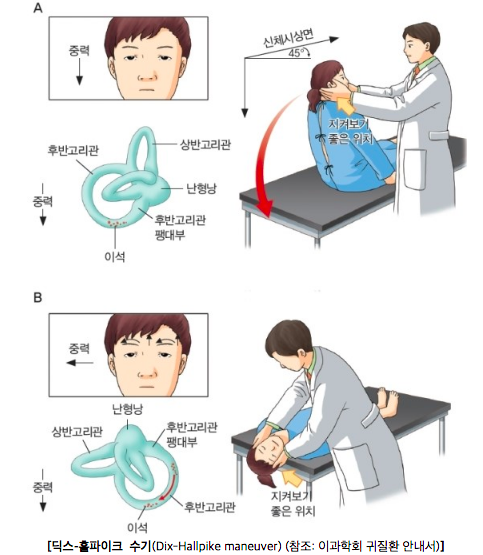 A
중력
신체시상면
45°
지켜보기
좋은 위치
후반고리관
상반고리관
중력
난형낭
후반고리관
팽대부
이석
B
중력
난형낭
상반고리관
후반고리관
팽대부
중력
후반고리관
이석
지켜보기
좋은 위치
[딕스-홀파이크 수기(Dix-Hallpike maneuver) (참조: 이과학회 귀질환 안내서)]